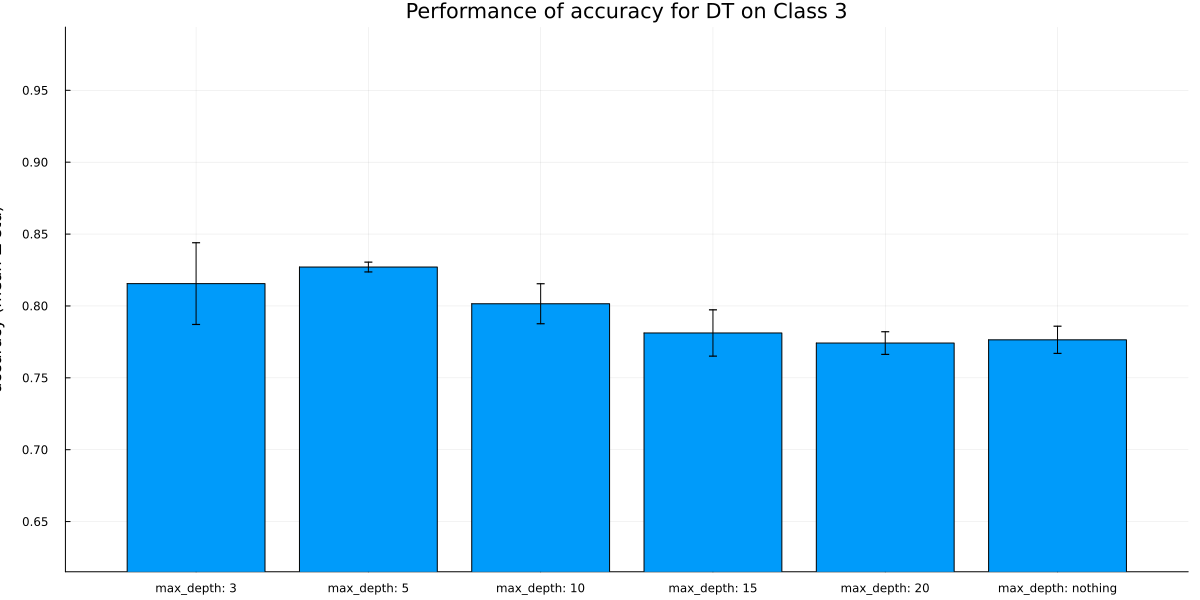 Performance of accuracy for DT on Class 3
0.95
0.90
0.85
0.80
0.75
0.70
0.65
max_depth: 3
max_depth: 5
max_depth: 10
max_depth: 15
max_depth: 20
max_depth: nothing